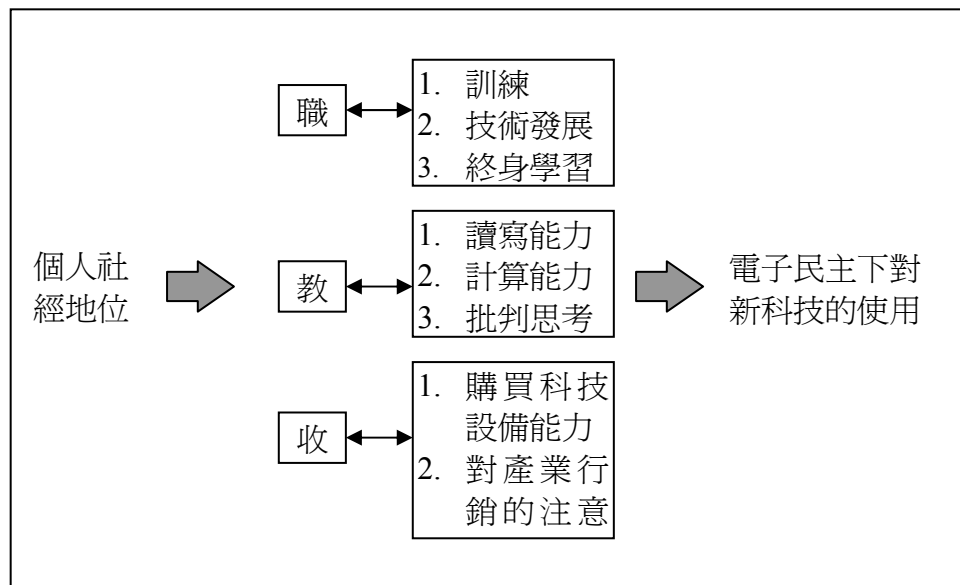 個人社
經地位
職
1. 訓練
2. 技術發展
3. 終身學習
教
1. 讀寫能力
2. 計算能力
3. 批判思考
收
1. 購買科技
設備能力
2. 對產業行
銷的注意
電子民主下對
新科技的使用